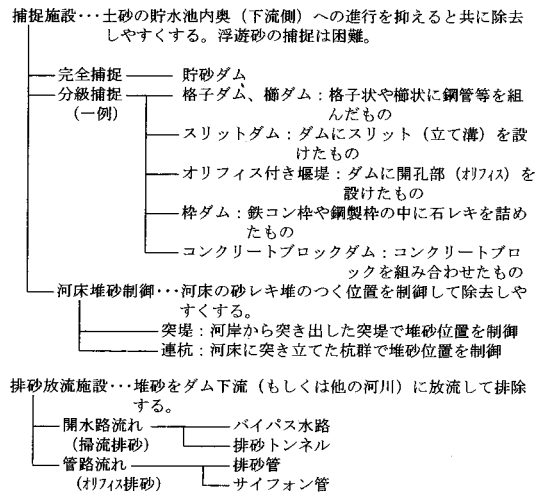 捕捉施設･･･土砂の貯水池内奥（下流側）への進行を抑えると共に除去
しやすくする。浮遊砂の捕捉は困難。
完全捕捉 貯砂ダム
分級捕捉 格子ダム、櫛ダム：格子状や櫛状に鋼管等を組
(一例) んだもの
スリットダム：ダムにスリット（立て溝）を設
けたもの
オリフィス付き堰堤：ダムに開孔部（ｵﾘﾌｨｽ）を
設けたもの
枠ダム：鉄コン枠や鋼製枠の中に石レキを詰め
たもの
コンクリートブロックダム：コンクリートブロ
ックを組み合わせたもの
河床堆砂制御･･･河床の砂レキ堆のつく位置を制御して除去しや
すくする。
突堤：河岸から突き出した突堤で堆砂位置を制御
連杭：河床に突き立てた杭群で堆砂位置を制御
排砂放流施設･･･堆砂をダム下流（もしくは他の河川）に放流して排除
する。
開水路流れ バイパス水路
(掃流排砂) 排砂トンネル
管路流れ 排砂管
(ｵﾘﾌｨｽ排砂) サイフォン管